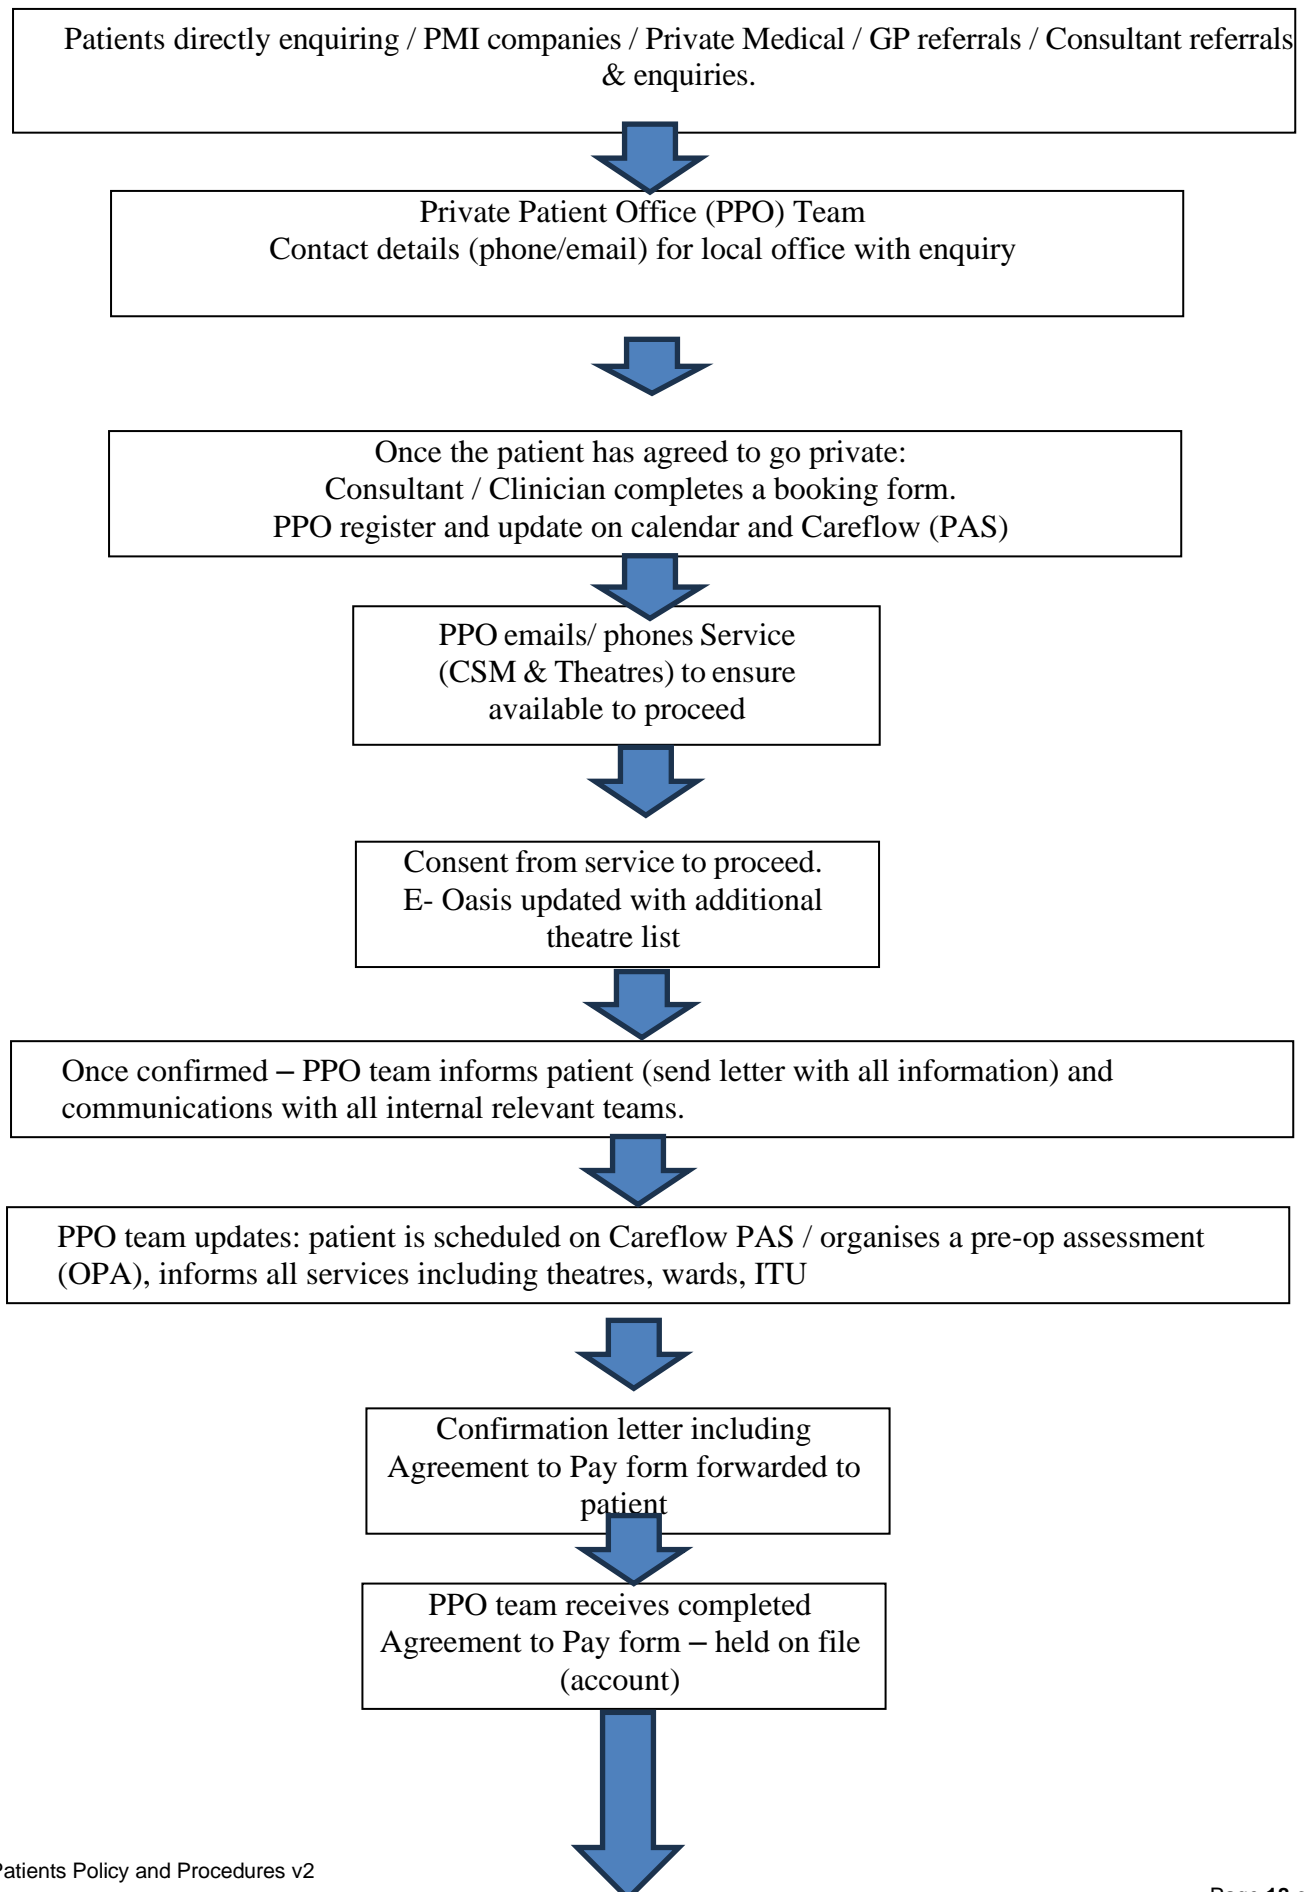 Patients directly enquiring / PMI companies / Private Medical / GP referrals / Consultant referrals
& enquiries.
Private Patient Office (PPO) Team
Contact details (phone/email) for local office with enquiry
Once the patient has agreed to go private:
Consultant / Clinician completes a booking form.
PPO register and update on calendar and Careflow (PAS)
PPO emails/ phones Service
(CSM & Theatres) to ensure
available to proceed
Consent from service to proceed.
E- Oasis updated with additional
theatre list
Once confirmed – PPO team informs patient (send letter with all information) and
communications with all internal relevant teams.
PPO team updates: patient is scheduled on Careflow PAS / organises a pre-op assessment
(OPA), informs all services including theatres, wards, ITU
Confirmation letter including
Agreement to Pay form forwarded to
patient
PPO team receives completed
Agreement to Pay form – held on file
(account)
Patients Policy and Procedures v2